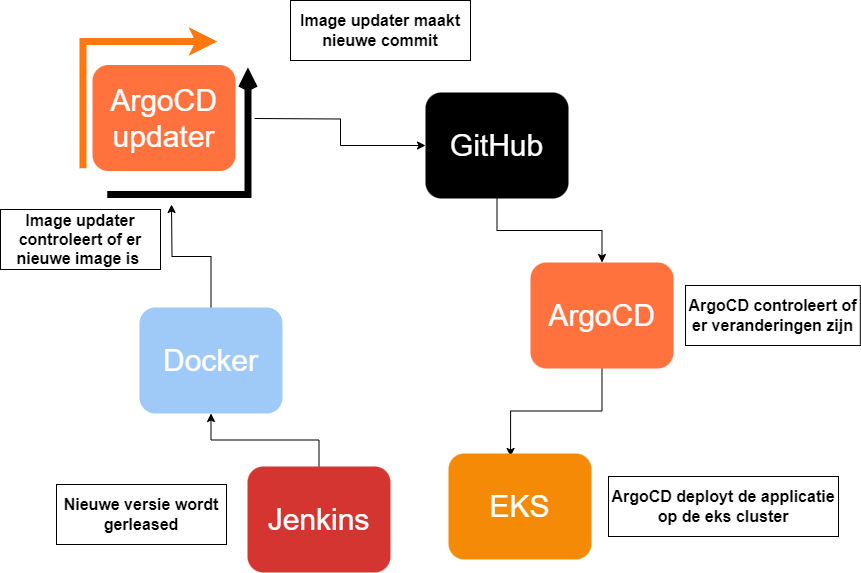 Image updater maakt
nieuwe commit
ArgoCD
updater
GitHub
Image updater
controleert of er
nieuwe image is
ArgoCD
ArgoCD controleert of
er veranderingen zijn
Docker
Nieuwe versie wordt
gerleased
Jenkins
EKS
ArgoCD deployt de applicatie
op de eks cluster